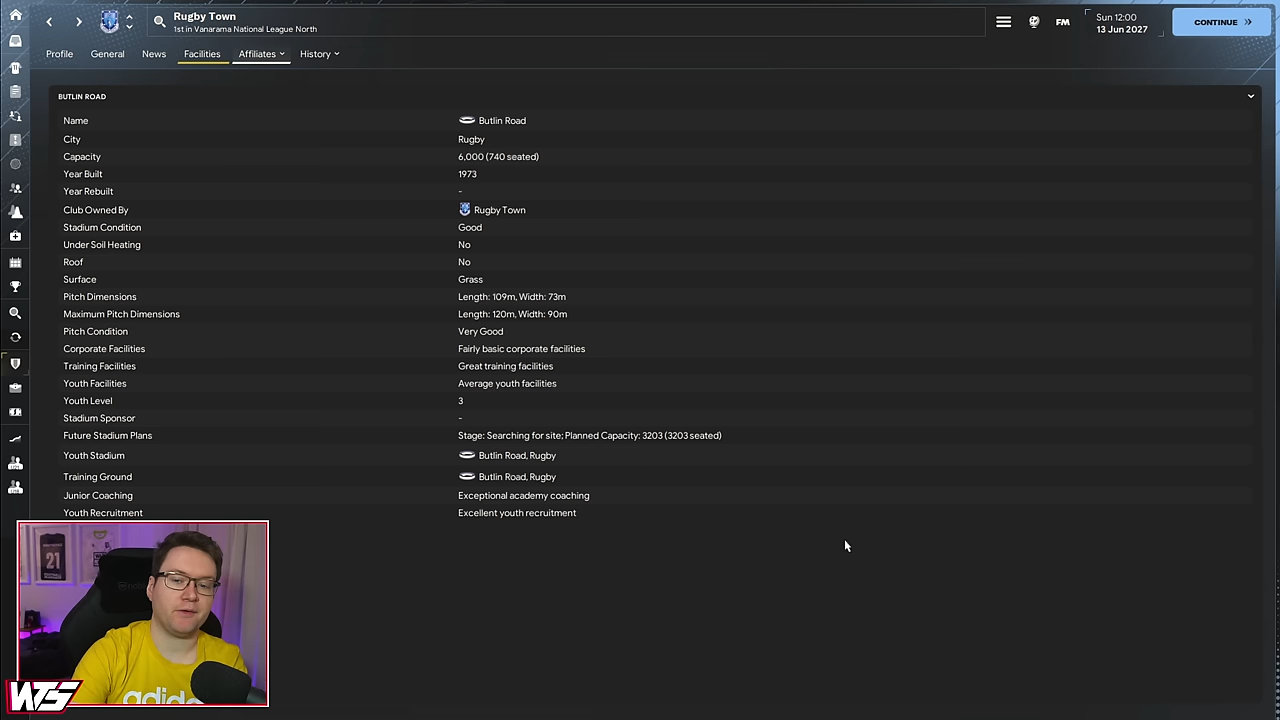 Rugby Town
1st in Vanarama National League North
FM
Sun 12:00
13 Jun 2027
CONTINUE
Profile
General
News
Facilities
Affiliates
History
BUTLIN ROAD
Name Butlin Road
City Rugby
Capacity 6,000 (740 seated)
Year Built 1973
Year Rebuilt -
Club Owned By Rugby Town
Stadium Condition Good
Under Soil Heating No
Roof No
Surface Grass
Pitch Dimensions Length: 109m, Width: 73m
Maximum Pitch Dimensions Length: 120m, Width: 90m
Pitch Condition Very Good
Corporate Facilities Fairly basic corporate facilities
Training Facilities Great training facilities
Youth Facilities Average youth facilities
Youth Level 3
Stadium Sponsor -
Future Stadium Plans Stage: Searching for site; Planned Capacity: 3203 (3203 seated)
Youth Stadium Butlin Road, Rugby
Training Ground Butlin Road, Rugby
Junior Coaching Exceptional academy coaching
Youth Recruitment Excellent youth recruitment
21
adidas
WTS